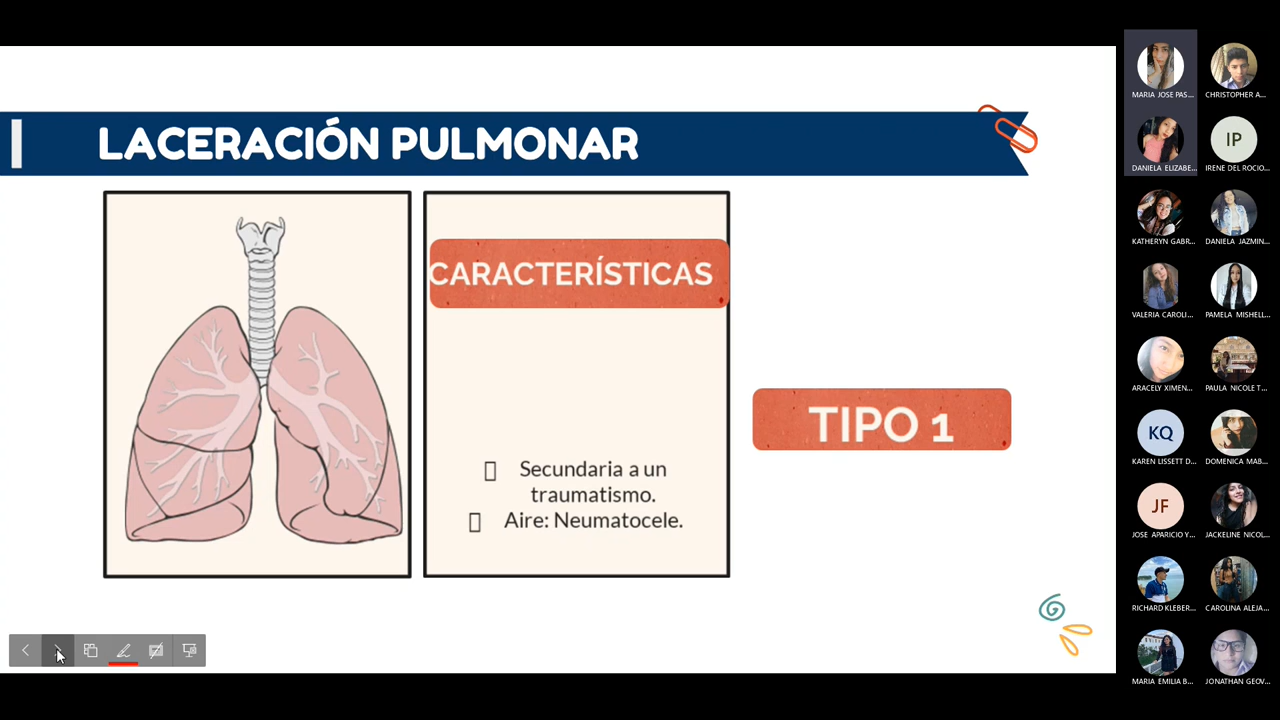 LACERACIÓN PULMONAR
CARACTERÍSTICAS
Secundaria a un
traumatismo.
Aire: Neumatocele.
TIPO 1
MARIA JOSE PAS...
CHRISTOPHER A...
DANIELA ELIZABE...
IP
IRENE DEL ROCIO...
KATHERYN GABR...
DANIELA JAZMIN...
VALERIA CAROLI...
PAMELA MISHELL...
ARACELY XIMEN...
PAULA NICOLE T...
KQ
KAREN LISSETT D...
DOMENICA MAB...
JF
JOSE APARICIO Y...
JACKELINE NICOL...
RICHARD KLEBER...
CAROLINA ALEJA...
MARIA EMILIA B...
JONATHAN GEOV...